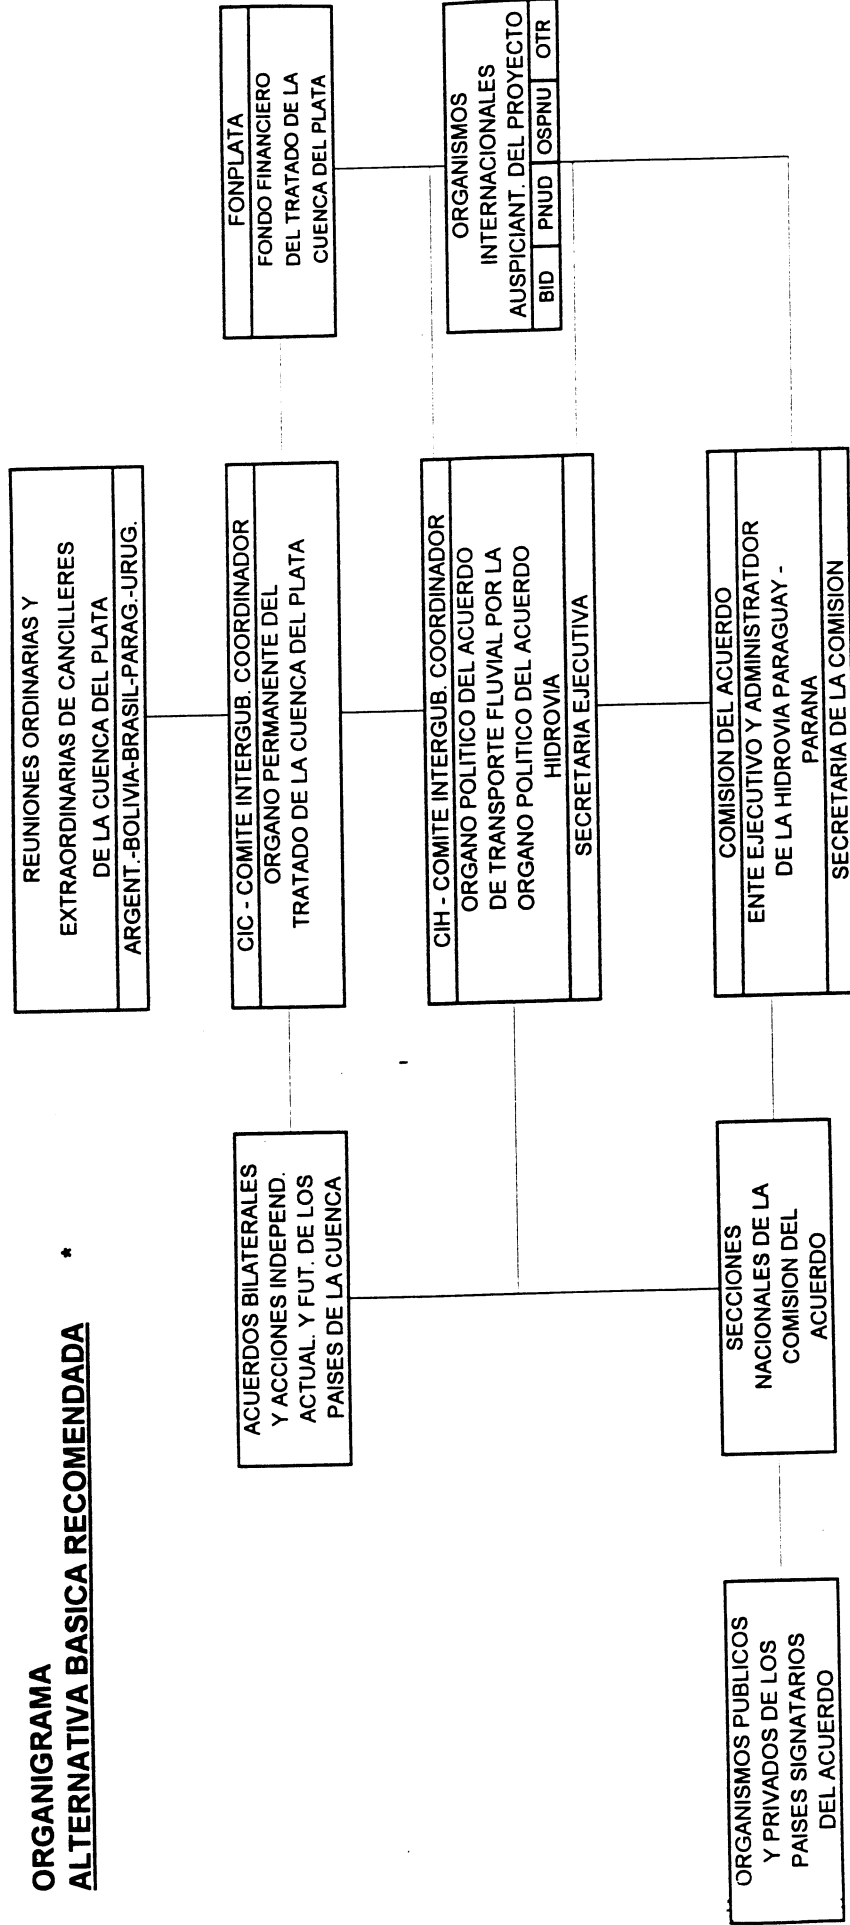 ORGANIGRAMA
ALTERNATIVA BASICA RECOMENDADA *
REUNIONES ORDINARIAS Y
EXTRAORDINARIAS DE CANCILLERES
DE LA CUENCA DEL PLATA
ARGENT.-BOLIVIA-BRASIL-PARAG.-URUG.
ACUERDOS BILATERALES
Y ACCIONES INDEPEND.
ACTUAL. Y FUT. DE LOS
PAISES DE LA CUENCA
CIC - COMITE INTERGUB. COORDINADOR
ORGANO PERMANENTE DEL
TRATADO DE LA CUENCA DEL PLATA
FONPLATA
FONDO FINANCIERO
DEL TRATADO DE LA
CUENCA DEL PLATA
CIH - COMITE INTERGUB. COORDINADOR
ORGANO POLITICO DEL ACUERDO
DE TRANSPORTE FLUVIAL POR LA
ORGANO POLITICO DEL ACUERDO
HIDROVIA
SECRETARIA EJECUTIVA
ORGANISMOS
INTERNACIONALES
AUSPICIANT. DEL PROYECTO
BID PNUD OSPNU OTR
ORGANISMOS PUBLICOS
Y PRIVADOS DE LOS
PAISES SIGNATARIOS
DEL ACUERDO
SECCIONES
NACIONALES DE LA
COMISION DEL
ACUERDO
COMISION DEL ACUERDO
ENTE EJECUTIVO Y ADMINISTRATDOR
DE LA HIDROVIA PARAGUAY -
PARANA
SECRETARIA DE LA COMISION